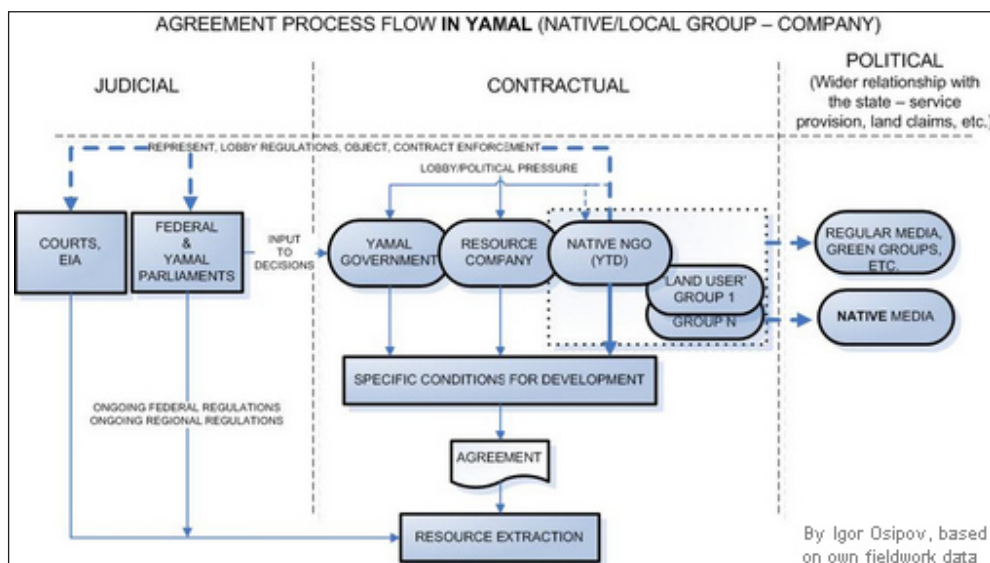 AGREEMENT PROCESS FLOW IN YAMAL (NATIVE/LOCAL GROUP – COMPANY)
JUDICIAL
CONTRACTUAL
POLITICAL
(Wider relationship with
the state – service
provision, land claims, etc.)
REPRESENT, LOBBY REGULATIONS, OBJECT, CONTRACT ENFORCEMENT
LOBBY/POLITICAL PRESSURE
COURTS,
EIA
FEDERAL
&
YAMAL
PARLIAMENTS
INPUT
TO
DECISIONS
YAMAL
GOVERNMENT
RESOURCE
COMPANY
NATIVE NGO
(YTD)
LAND USER'
GROUP 1
GROUP N
REGULAR MEDIA,
GREEN GROUPS,
ETC.
NATIVE MEDIA
SPECIFIC CONDITIONS FOR DEVELOPMENT
ONGOING FEDERAL REGULATIONS
ONGOING REGIONAL REGULATIONS
AGREEMENT
RESOURCE EXTRACTION
By Igor Osipov, based
on own fieldwork data